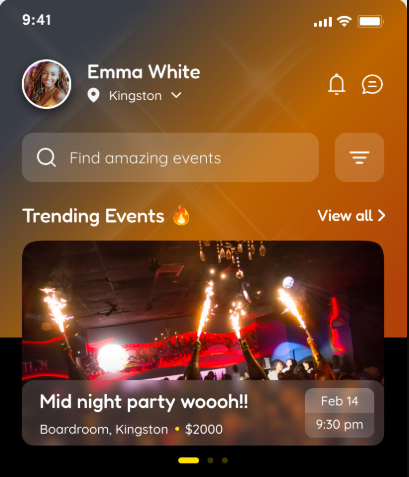 9:41
Emma White
Kingston
Find amazing events
Trending Events 🔥
View all
Mid night party woooh!!
Boardroom, Kingston • $2000
Feb 14
9:30 pm